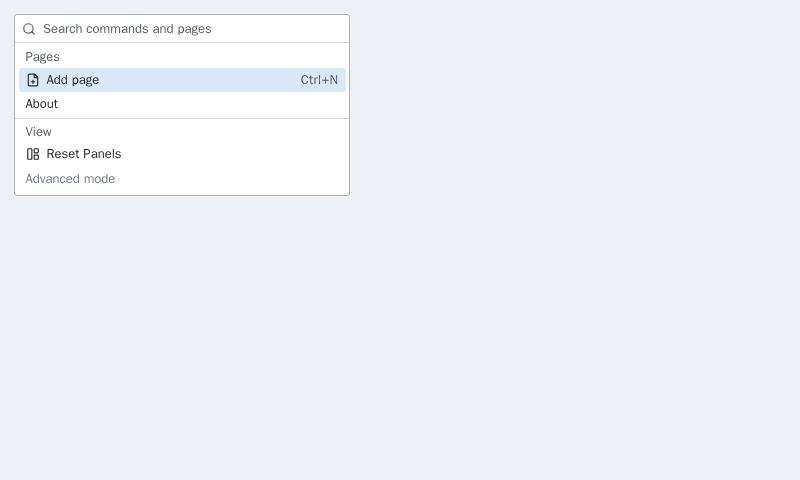 Search commands and pages
Pages
Add page Ctrl+N
About
View
Reset Panels
Advanced mode